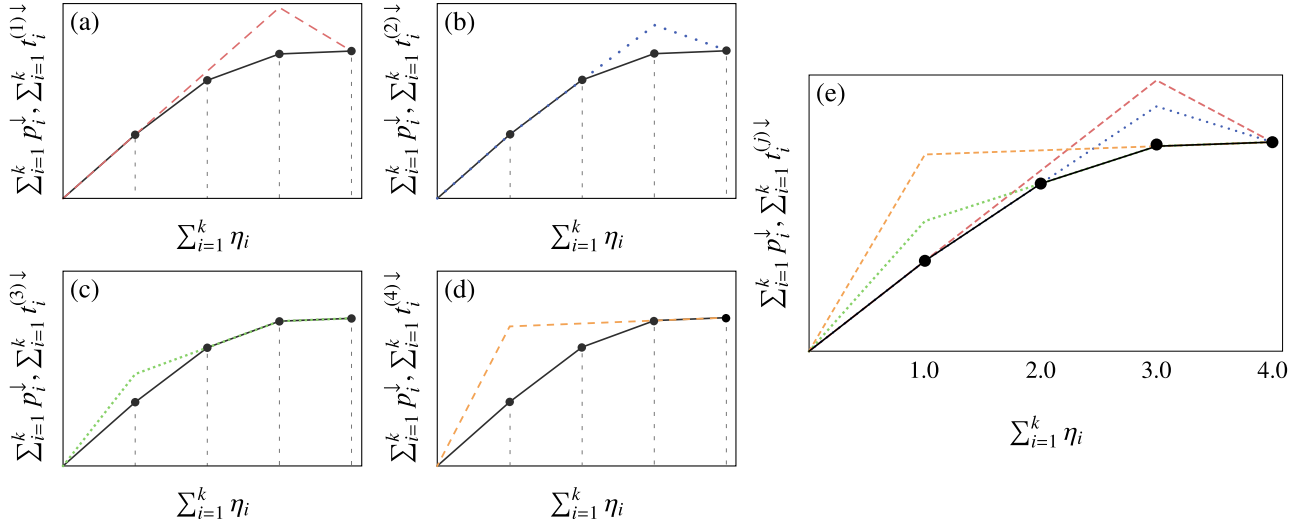 (a)
∑_{i=1}^{k} p_i^↓, ∑_{i=1}^{k} t_i^{(1)↓}
∑_{i=1}^{k} η_i
(b)
∑_{i=1}^{k} p_i^↓, ∑_{i=1}^{k} t_i^{(2)↓}
∑_{i=1}^{k} η_i
(c)
∑_{i=1}^{k} p_i^↓, ∑_{i=1}^{k} t_i^{(3)↓}
∑_{i=1}^{k} η_i
(d)
∑_{i=1}^{k} p_i^↓, ∑_{i=1}^{k} t_i^{(4)↓}
∑_{i=1}^{k} η_i
(e)
∑_{i=1}^{k} p_i^↓, ∑_{i=1}^{k} t_i^{(j)↓}
1.0 2.0 3.0 4.0
∑_{i=1}^{k} η_i